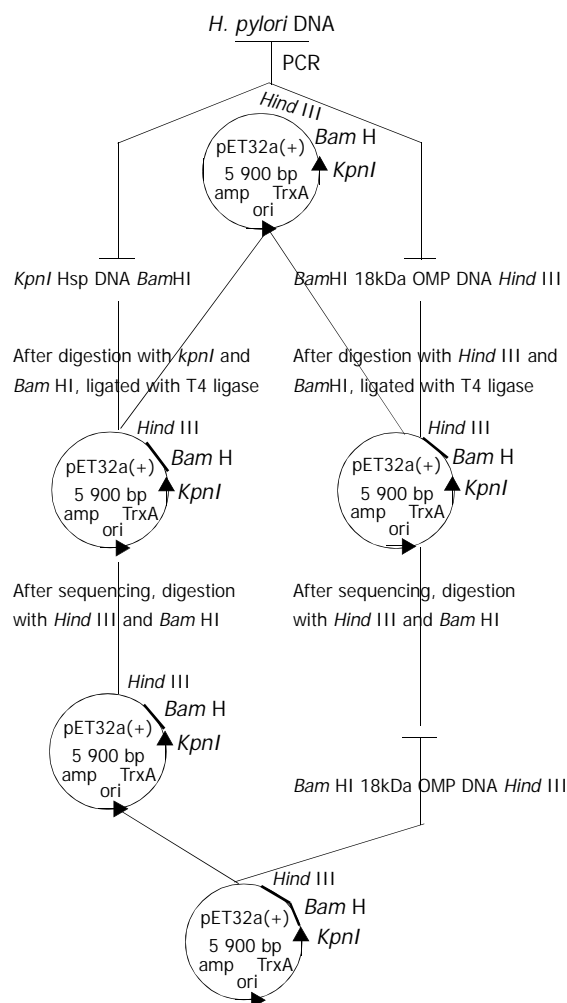 H. pylori DNA
PCR
Hind III
Bam H
KpnI
pET32a(+)
5 900 bp
amp TrxA
ori
KpnI Hsp DNA BamHI
BamHI 18kDa OMP DNA Hind III
After digestion with kpnI and
Bam HI, ligated with T4 ligase
After digestion with Hind III and
BamHI, ligated with T4 ligase
Hind III
Bam H
KpnI
pET32a(+)
5 900 bp
amp TrxA
ori
Hind III
Bam H
KpnI
pET32a(+)
5 900 bp
amp TrxA
ori
After sequencing, digestion
with Hind III and Bam HI
After sequencing, digestion
with Hind III and Bam HI
Hind III
Bam H
KpnI
pET32a(+)
5 900 bp
amp TrxA
ori
Bam HI 18kDa OMP DNA Hind III
Hind III
Bam H
KpnI
pET32a(+)
5 900 bp
amp TrxA
ori